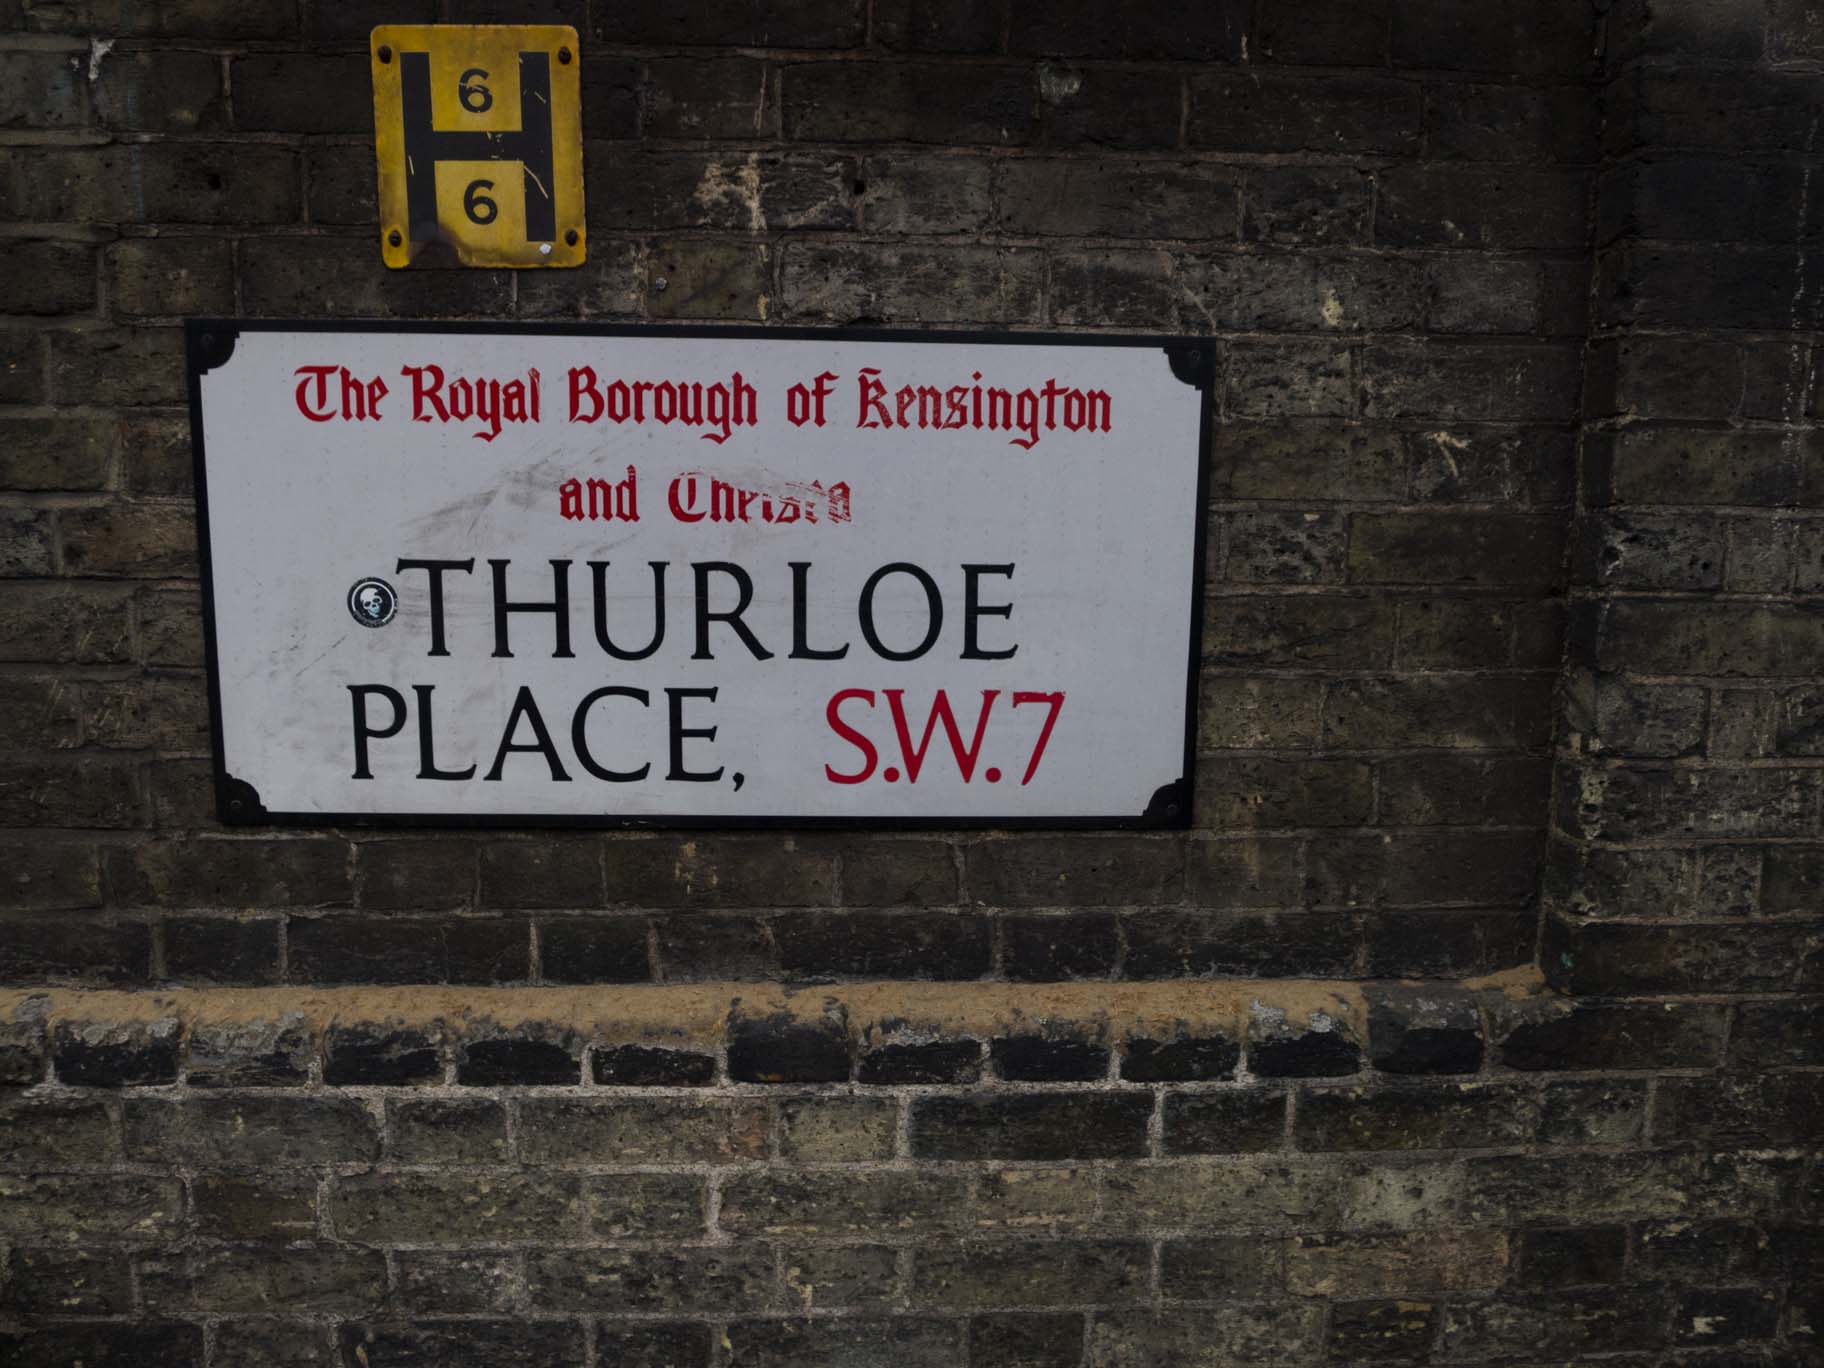 H
6
6
The Royal Borough of Kensington
and Chelsea
THURLOE
PLACE, S.W.7